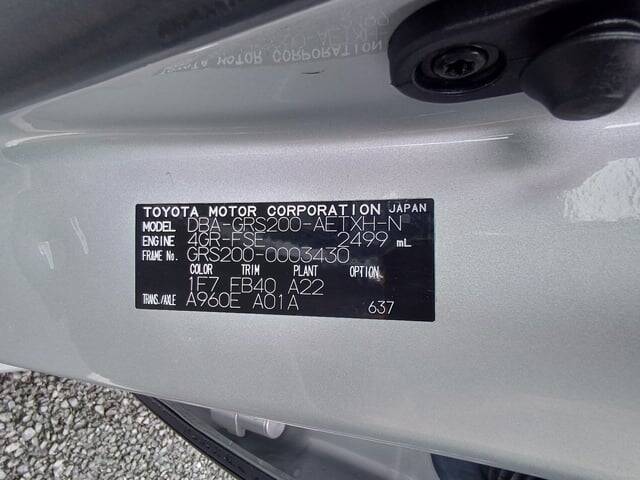 TOYOTA MOTOR CORPORATION JAPAN
MODEL DBA-GRS200-AETXH-N
ENGINE 4GR-FSE 2499 mL
FRAME No. GRS200-0003430
COLOR TRIM PLANT OPTION
1F7 FB40 A22
TRANS./AXLE A960E A01A 637